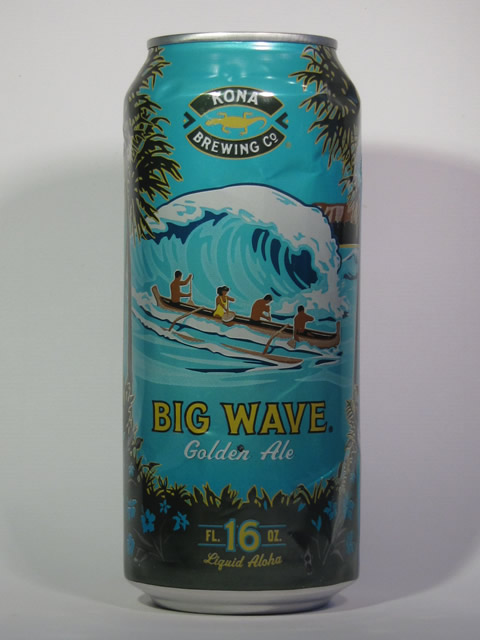 KONA
BREWING CO
BIG WAVE
Golden Ale
FL. 16 OZ.
Liquid Aloha